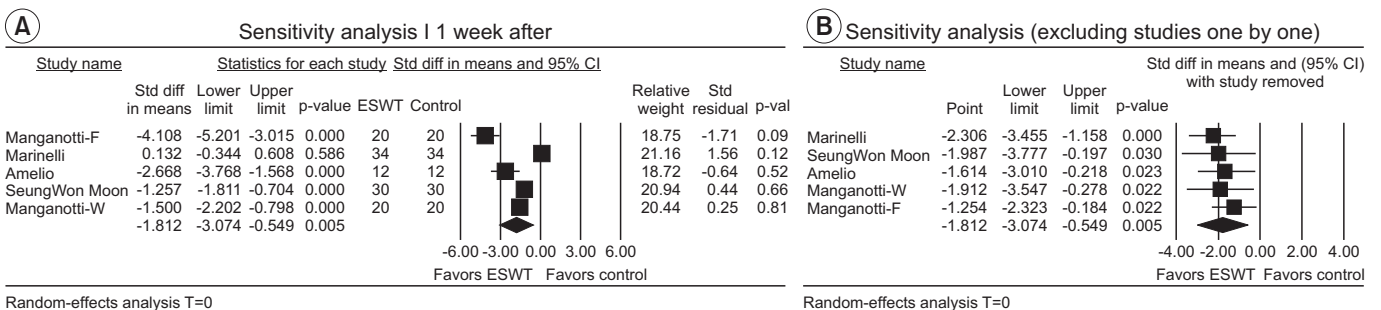 A Sensitivity analysis I 1 week after
Study name Statistics for each study Std diff in means and 95% CI
Std diff Lower Upper Relative Std
in means limit limit p-value ESWT Control weight residual p-val
Manganotti-F -4.108 -5.201 -3.015 0.000 20 20 18.75 -1.71 0.09
Marinelli 0.132 -0.344 0.608 0.586 34 34 21.16 1.56 0.12
Amelio -2.668 -3.768 -1.568 0.000 12 12 18.72 -0.64 0.52
SeungWon Moon -1.257 -1.811 -0.704 0.000 30 30 20.94 0.44 0.66
Manganotti-W -1.500 -2.202 -0.798 0.000 20 20 20.44 0.25 0.81
-1.812 -3.074 -0.549 0.005
-6.00 -3.00 0.00 3.00 6.00
Favors ESWT Favors control
Random-effects analysis T=0
B Sensitivity analysis (excluding studies one by one)
Study name Std diff in means and (95% CI)
with study removed
Lower Upper
Point limit limit p-value
Marinelli -2.306 -3.455 -1.158 0.000
SeungWon Moon -1.987 -3.777 -0.197 0.030
Amelio -1.614 -3.010 -0.218 0.023
Manganotti-W -1.912 -3.547 -0.278 0.022
Manganotti-F -1.254 -2.323 -0.184 0.022
-1.812 -3.074 -0.549 0.005
-4.00 -2.00 0.00 2.00 4.00
Favors ESWT Favors control
Random-effects analysis T=0